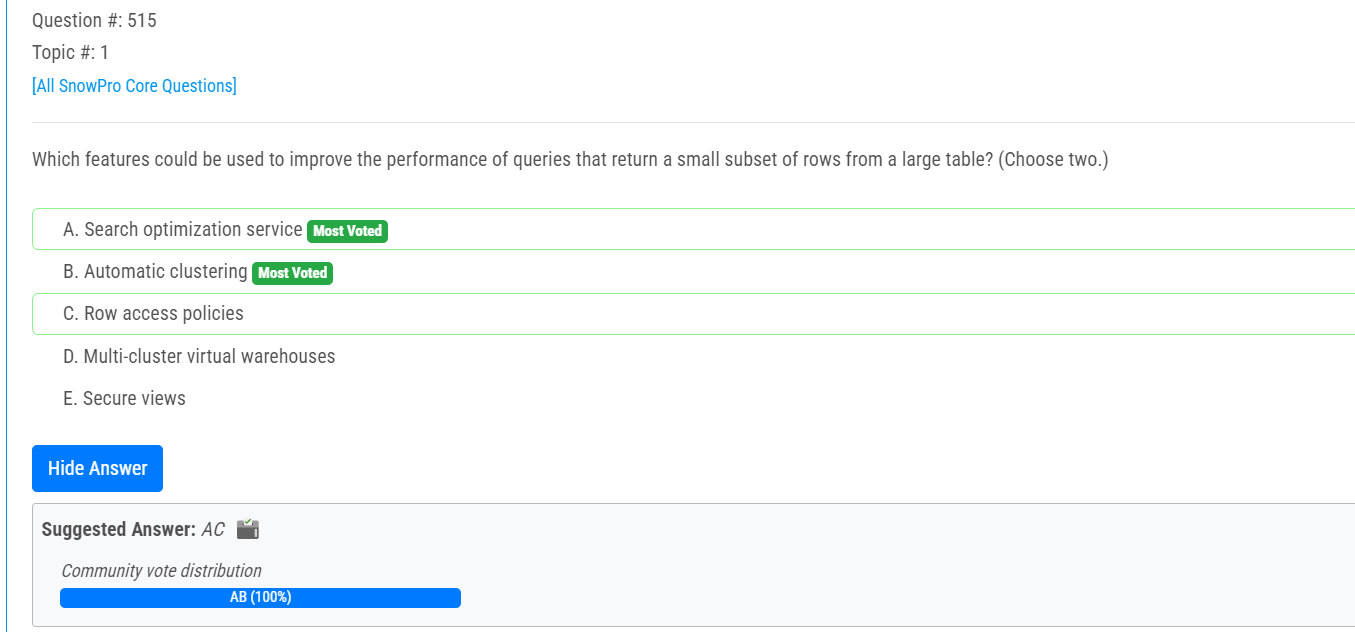 Question #: 515
Topic #: 1
[All SnowPro Core Questions]
Which features could be used to improve the performance of queries that return a small subset of rows from a large table? (Choose two.)
A. Search optimization service Most Voted
B. Automatic clustering Most Voted
C. Row access policies
D. Multi-cluster virtual warehouses
E. Secure views
Hide Answer
Suggested Answer: AC
Community vote distribution
AB (100%)